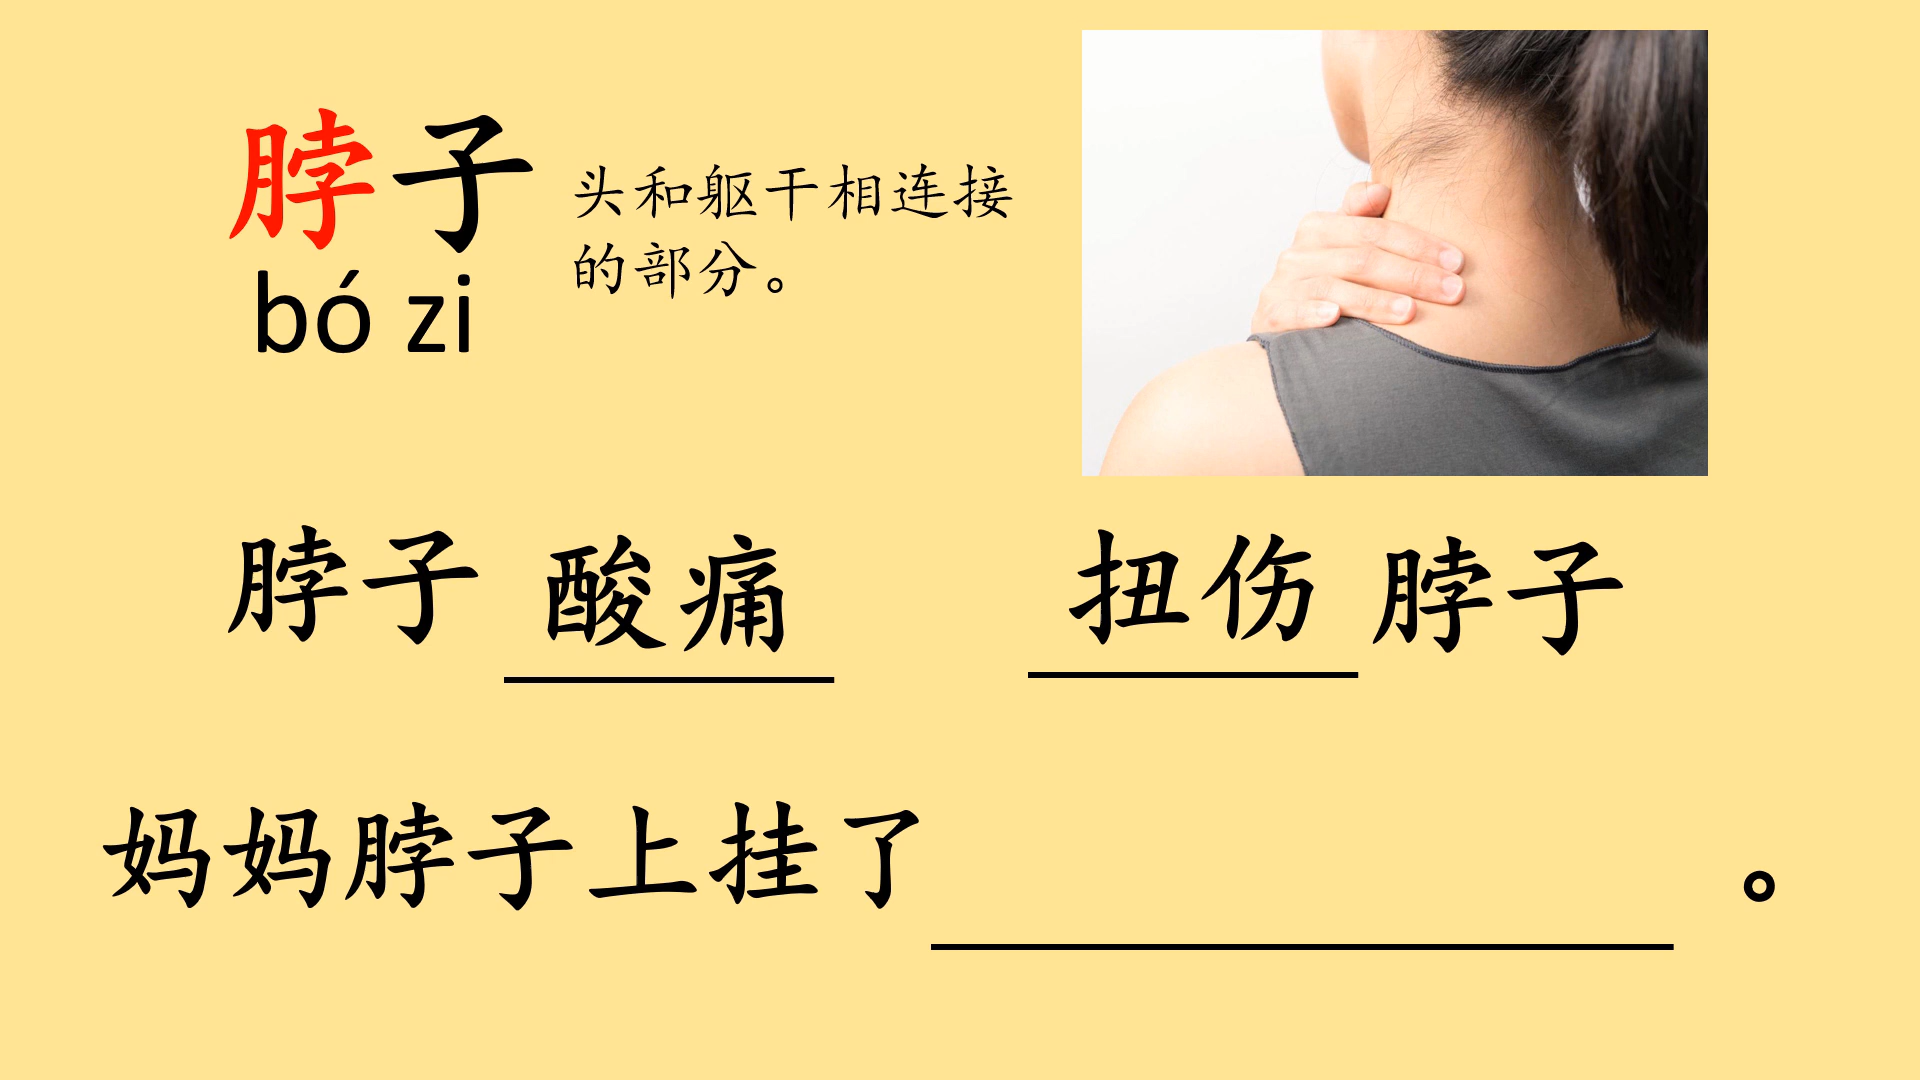 脖子
bó zi
头和躯干相连接
的部分。
脖子 酸痛
扭伤 脖子
妈妈脖子上挂了 。